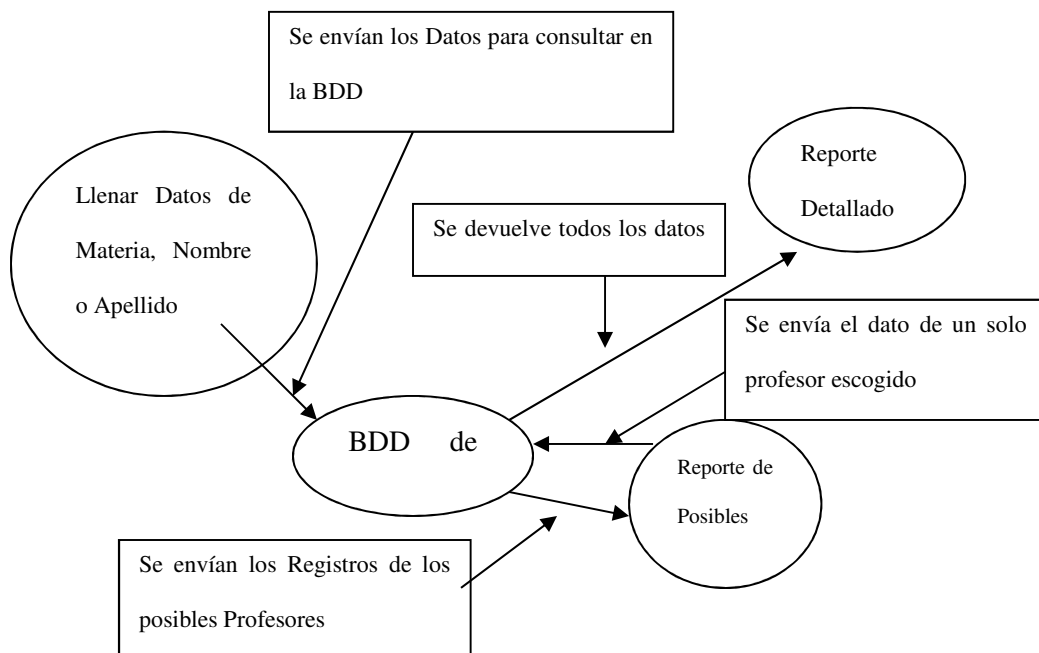 Se envían los Datos para consultar en
la BDD
Llenar Datos de
Materia, Nombre
o Apellido
Reporte
Detallado
Se devuelve todos los datos
Se envía el dato de un solo
profesor escogido
BDD de
Reporte de
Posibles
Se envían los Registros de los
posibles Profesores